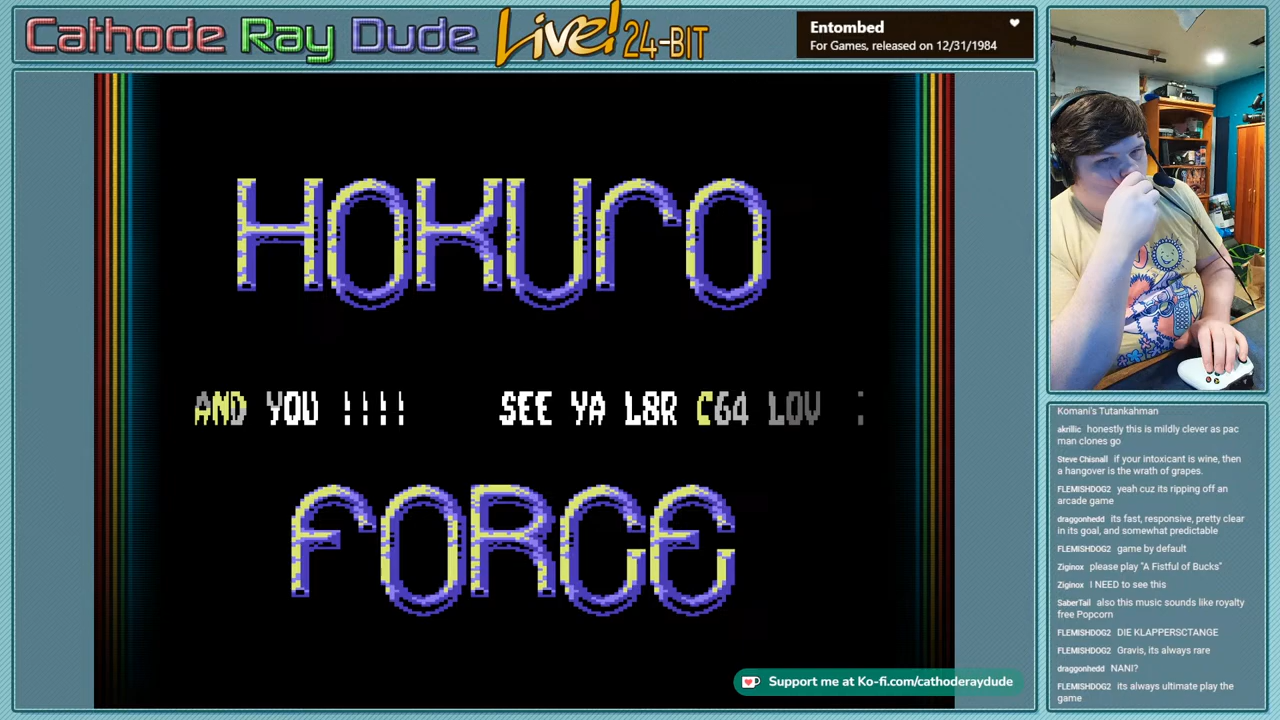 Cathode Ray Dude Live! 24-BIT
Entombed
For Games, released on 12/31/1984
HOKUrO
AND YOU !!!! SEE YA L8R C64 LOV :
FORCE
Support me at Ko-fi.com/cathoderaydude
Komani's Tutankahman
akrillic honestly this is mildly clever as pac
man clones go
Steve Chisnall if your intoxicant is wine, then
a hangover is the wrath of grapes.
FLEMISHDOG2 yeah cuz its ripping off an
arcade game
draggonhedd its fast, responsive, pretty clear
in its goal, and somewhat predictable
FLEMISHDOG2 game by default
Ziginox please play "A Fistful of Bucks"
Ziginox I NEED to see this
SaberTail also this music sounds like royalty
free Popcorn
FLEMISHDOG2 DIE KLAPPERSCTANGE
FLEMISHDOG2 Gravis, its always rare
draggonhedd NANI?
FLEMISHDOG2 its always ultimate play the
game